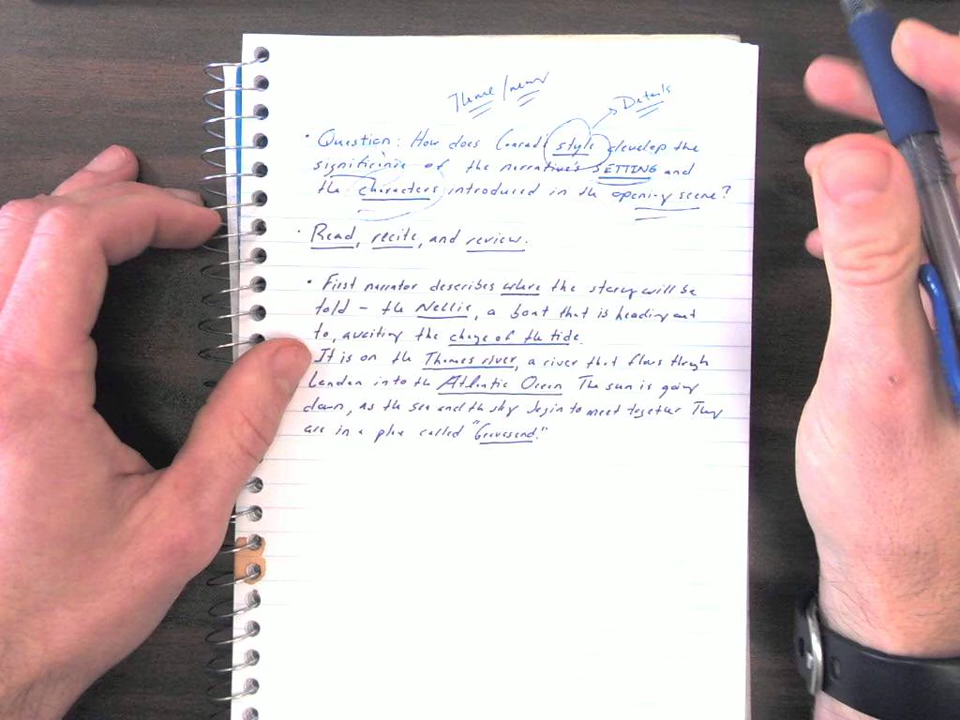 Theme / mean
Details
• Question: How does Conrad's style develop the
significance of the narrative's SETTING and
the characters introduced in the opening scene?
• Read, recite, and review.
• First narrator describes where the story will be
told - the Nellie, a boat that is heading out
to, awaiting the change of the tide.
It is on the Thames river, a river that flows through
London into the Atlantic Ocean The sun is going
down, as the sea and the sky begin to meet together They
are in a place called "Gravesend."